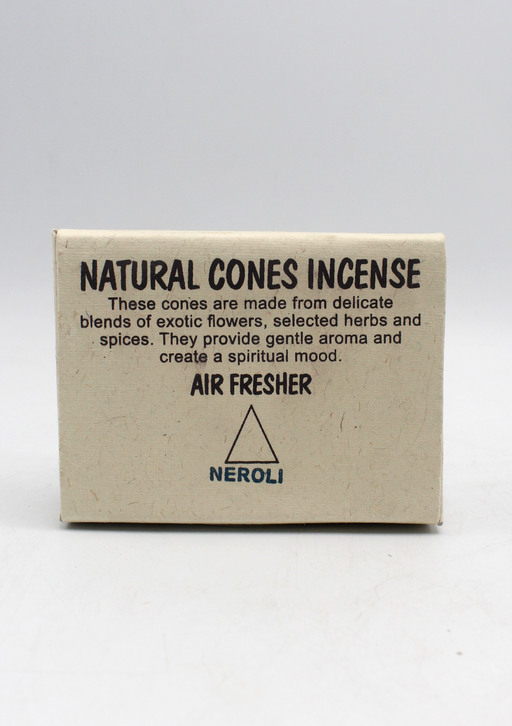 NATURAL CONES INCENSE
These cones are made from delicate
blends of exotic flowers, selected herbs and
spices. They provide gentle aroma and
create a spiritual mood.
AIR FRESHER
NEROLI